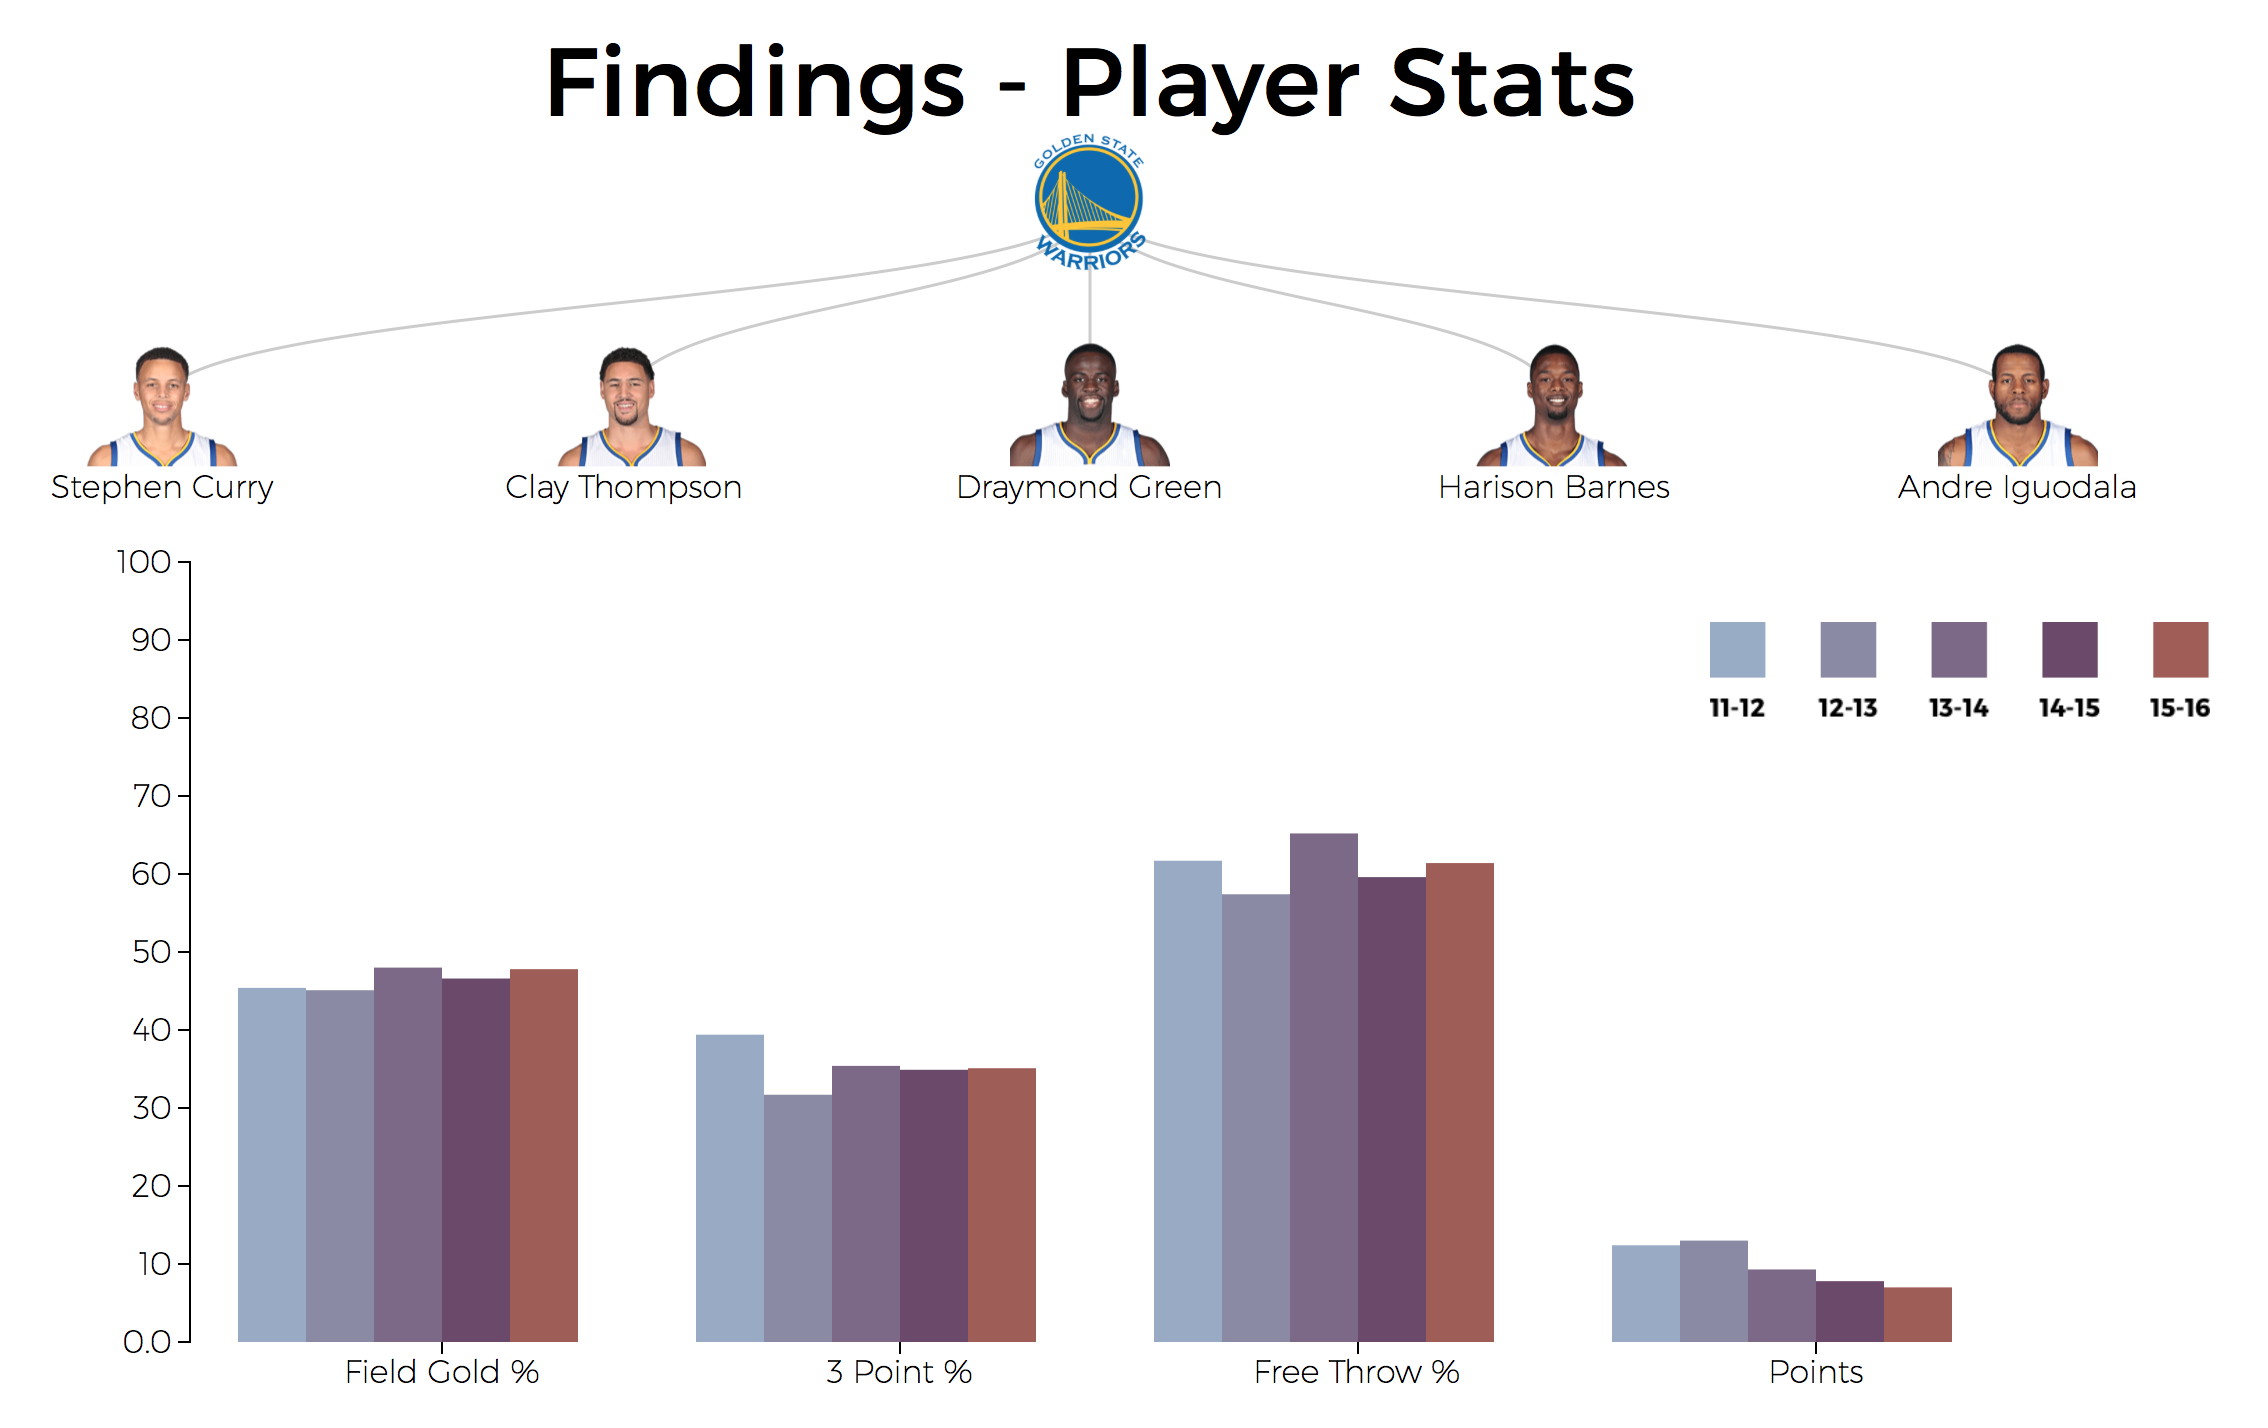 Findings - Player Stats
GOLDEN STATE
WARRIORS
Stephen Curry
Clay Thompson
Draymond Green
Harison Barnes
Andre Iguodala
100
90
80
70
60
50
40
30
20
10
0.0
11-12
12-13
13-14
14-15
15-16
Field Gold %
3 Point %
Free Throw %
Points